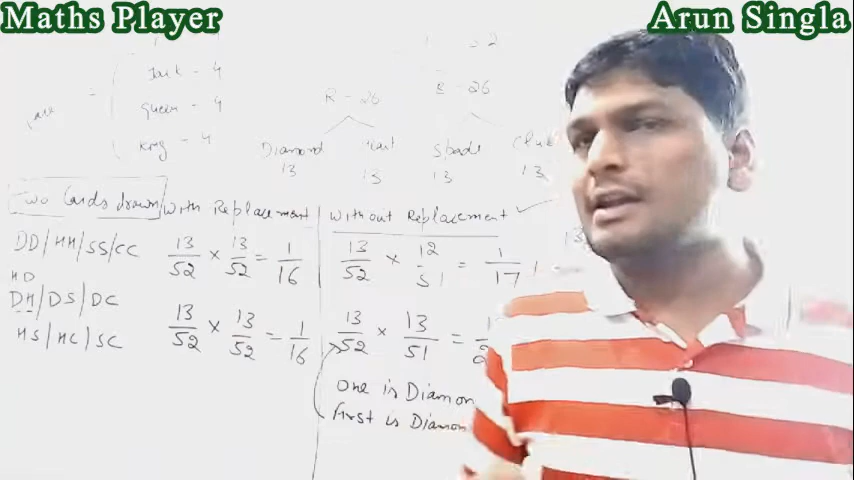 Maths Player
Arun Singla
Jack - 4
queen - 4
king - 4
R - 26
B - 26
Diamond
Heart
Spade
13
13
13
13
Two Cards drawn
With Replacement
Without Replacement
DD/HH/SS/CC
13/52 × 13/52 = 1/16
13/52 × 12/51 = 1/17
HD
DH/DS/DC
HS/HC/SC
13/52 × 13/52 = 1/16
13/52 × 13/51 =
One is Diamon
First is Diamon